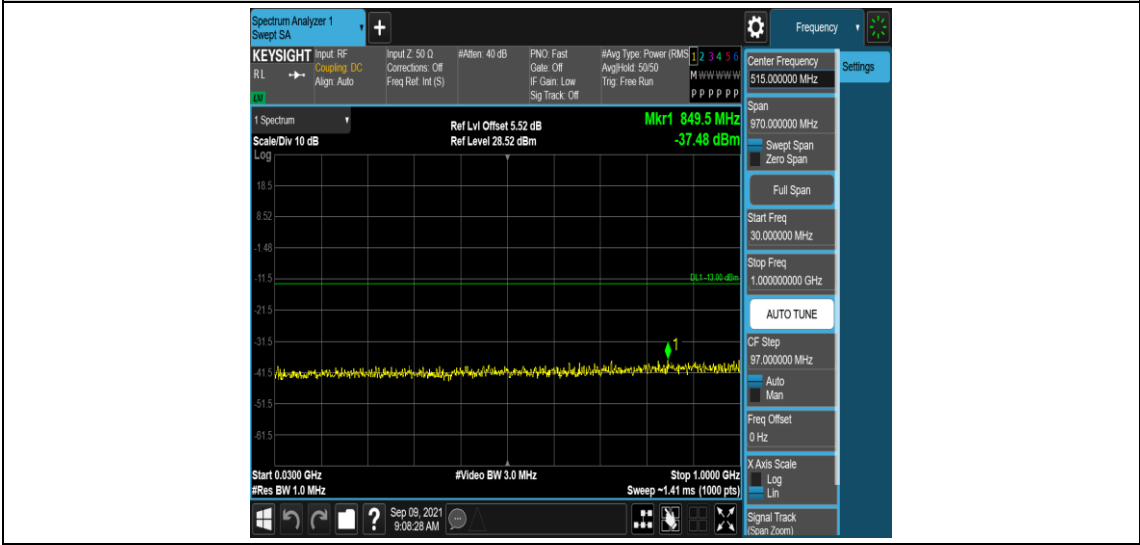 Spectrum Analyzer 1
Swept SA
+
Frequency
KEYSIGHT
RL
LNI
Input: RF
Coupling: DC
Align: Auto
Input Z: 50 Ω
Corrections: Off
Freq Ref: Int (S)
#Atten: 40 dB
PNO: Fast
Gate: Off
IF Gain: Low
Sig Track: Off
#Avg Type: Power (RMS
Avg|Hold: 50/50
Trig: Free Run
1 2 3 4 5 6
M W W W W W
P P P P P P
1 Spectrum
Scale/Div 10 dB
Log
Ref Lvl Offset 5.52 dB
Ref Level 28.52 dBm
Mkr1 849.5 MHz
-37.48 dBm
18.5
8.52
-1.48
-11.5
-21.5
-31.5
-41.5
-51.5
-61.5
DL1 -13.00 dBm
1
Start 0.0300 GHz
#Res BW 1.0 MHz
#Video BW 3.0 MHz
Stop 1.0000 GHz
Sweep ~1.41 ms (1000 pts)
Center Frequency
515.000000 MHz
Settings
Span
970.000000 MHz
Swept Span
Zero Span
Full Span
Start Freq
30.000000 MHz
Stop Freq
1.000000000 GHz
AUTO TUNE
CF Step
97.000000 MHz
Auto
Man
Freq Offset
0 Hz
X Axis Scale
Log
Lin
Signal Track
(Span Zoom)
?
Sep 09, 2021
9:08:28 AM